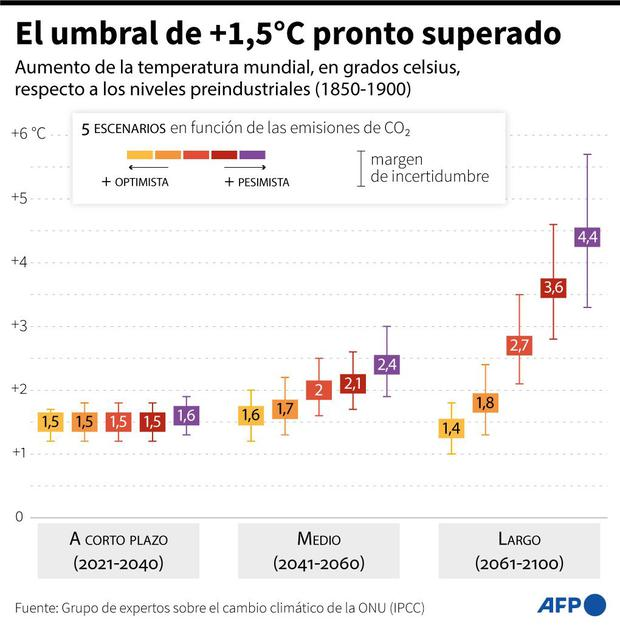 El umbral de +1,5°C pronto superado
Aumento de la temperatura mundial, en grados celsius,
respecto a los niveles preindustriales (1850-1900)
+6 °C
5 ESCENARIOS en función de las emisiones de CO₂
+ OPTIMISTA
+ PESIMISTA
margen
de incertidumbre
+5
+4
+3
+2
+1
0
1,5
1,5
1,5
1,5
1,6
1,6
1,7
2
2,1
2,4
1,4
1,8
2,7
3,6
4,4
A CORTO PLAZO
(2021-2040)
MEDIO
(2041-2060)
LARGO
(2061-2100)
Fuente: Grupo de expertos sobre el cambio climático de la ONU (IPCC)
AFP